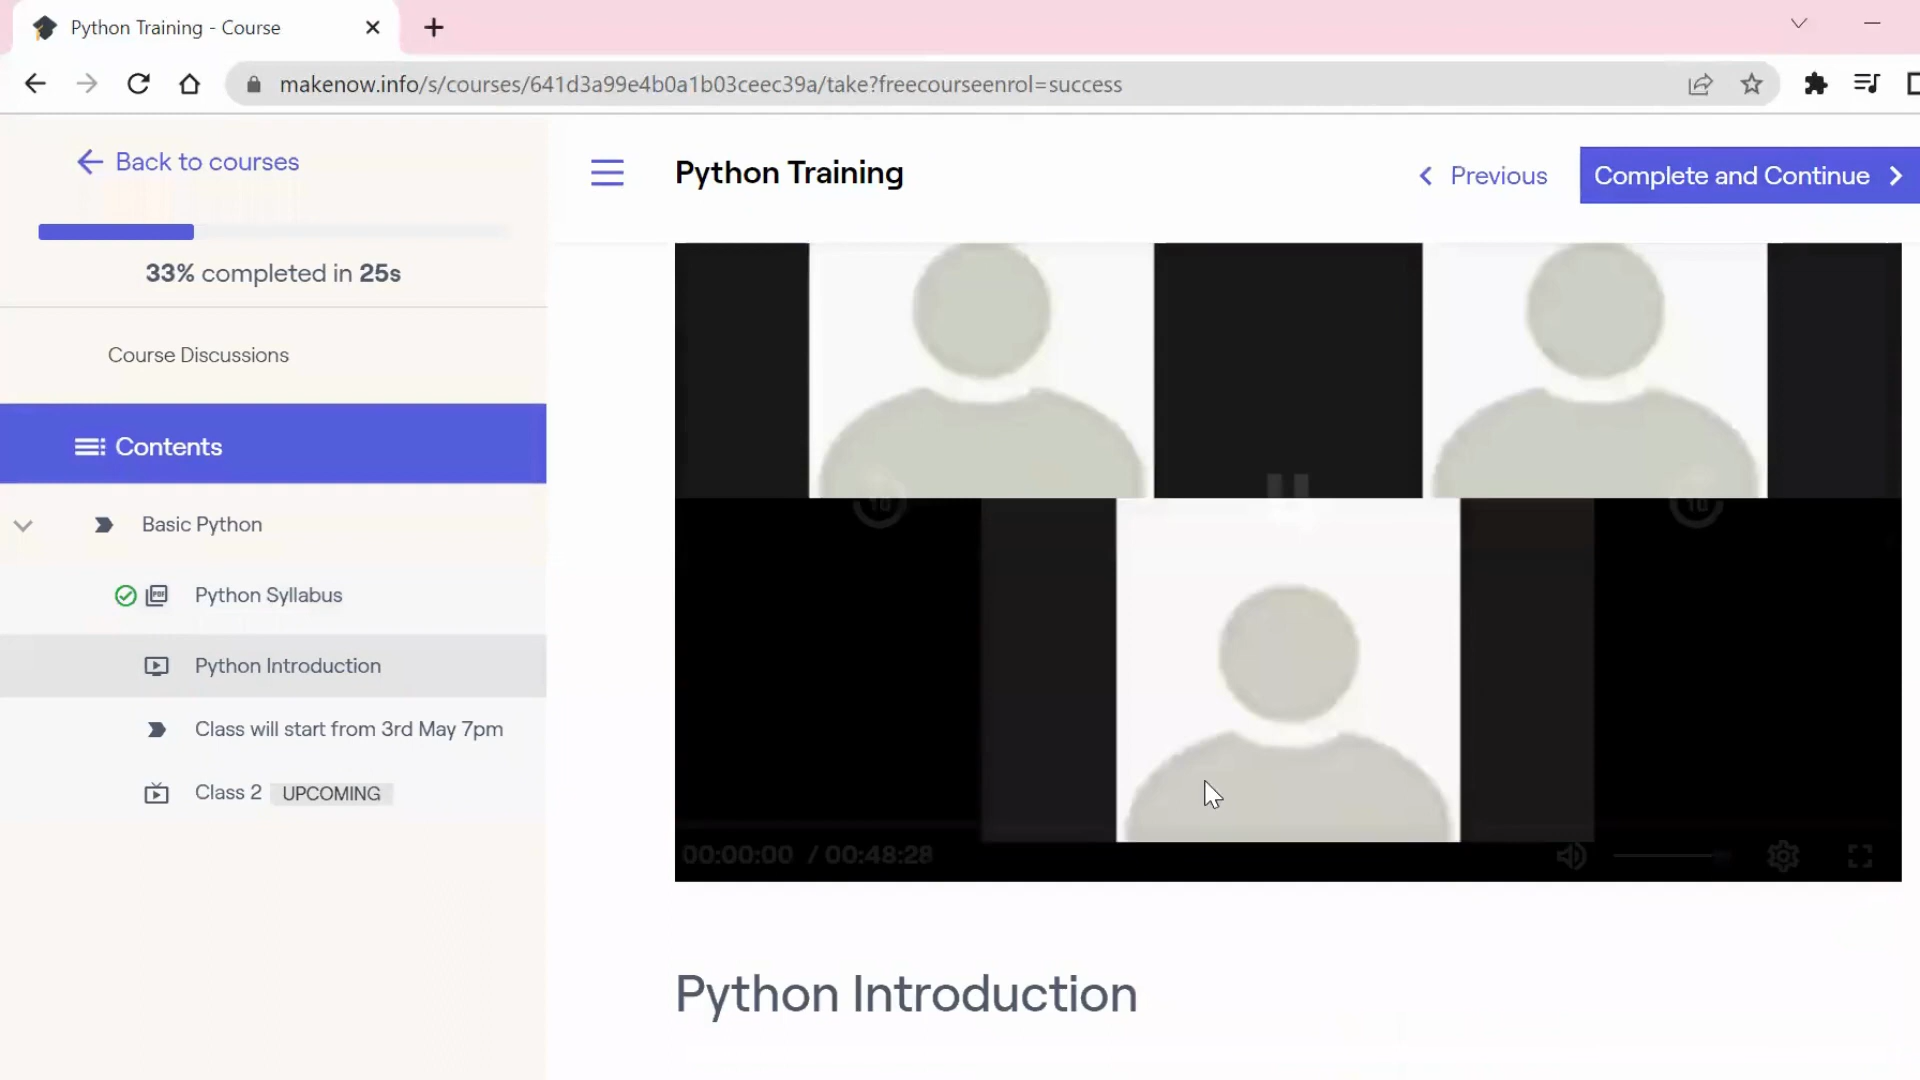 Python Training - Course
makenow.info/s/courses/641d3a99e4b0a1b03ceec39a/take?freecourseenrol=success
Back to courses
33% completed in 25s
Course Discussions
Contents
Basic Python
Python Syllabus
Python Introduction
Class will start from 3rd May 7pm
Class 2 UPCOMING
Python Training
Previous
Complete and Continue
10
10
00:00:00 / 00:48:28
Python Introduction